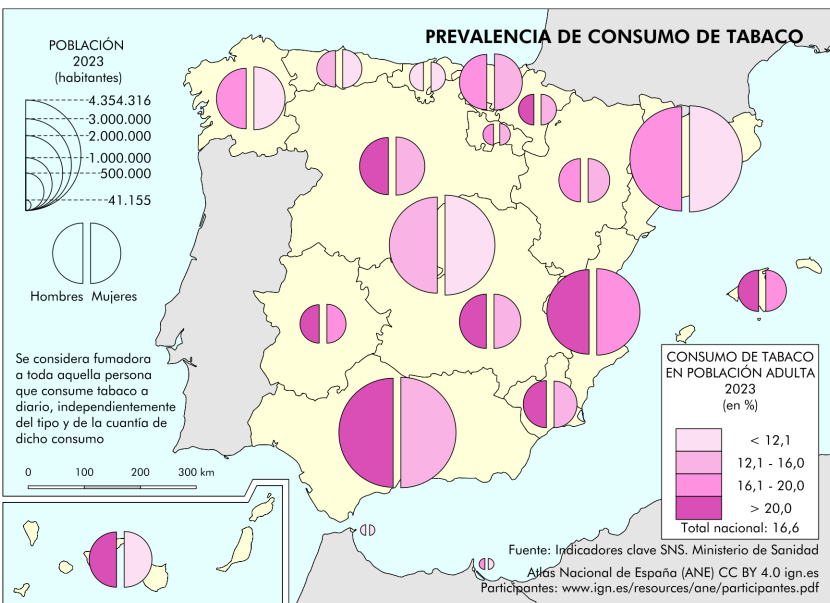 PREVALENCIA DE CONSUMO DE TABACO
POBLACIÓN
2023
(habitantes)
4.354.316
3.000.000
2.000.000
1.000.000
500.000
41.155
Hombres Mujeres
Se considera fumadora
a toda aquella persona
que consume tabaco a
diario, independientemente
del tipo y de la cuantía de
dicho consumo
0 100 200 300 km
CONSUMO DE TABACO
EN POBLACIÓN ADULTA
2023
(en %)
< 12,1
12,1 - 16,0
16,1 - 20,0
> 20,0
Total nacional: 16,6
Fuente: Indicadores clave SNS. Ministerio de Sanidad
Atlas Nacional de España (ANE) CC BY 4.0 ign.es
Participantes: www.ign.es/resources/ane/participantes.pdf